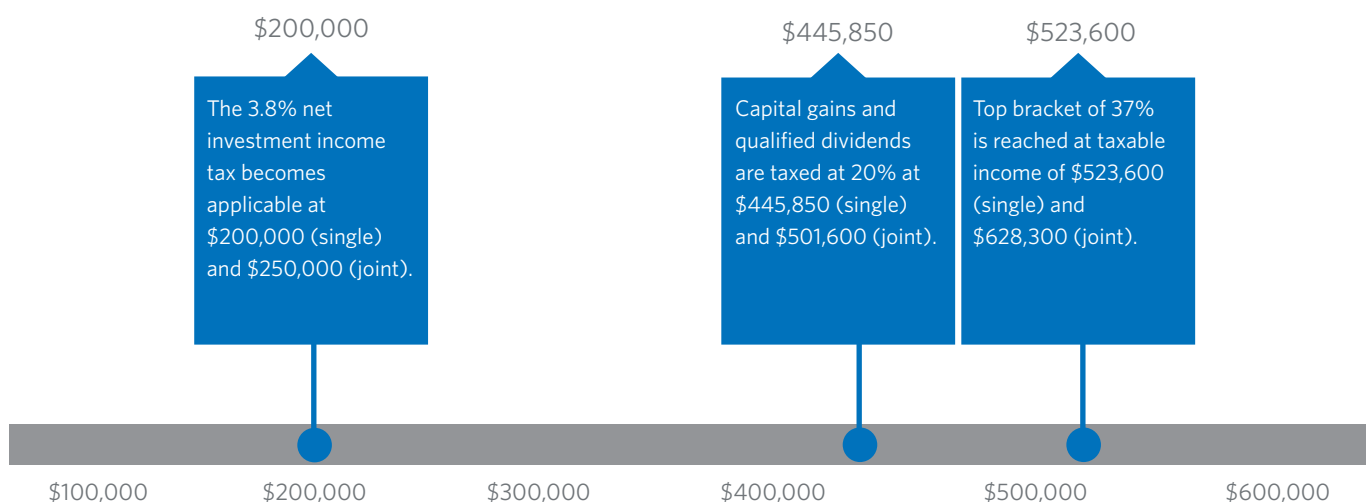 $200,000
The 3.8% net
investment income
tax becomes
applicable at
$200,000 (single)
and $250,000 (joint).
$445,850
Capital gains and
qualified dividends
are taxed at 20% at
$445,850 (single)
and $501,600 (joint).
$523,600
Top bracket of 37%
is reached at taxable
income of $523,600
(single) and
$628,300 (joint).
$100,000
$200,000
$300,000
$400,000
$500,000
$600,000